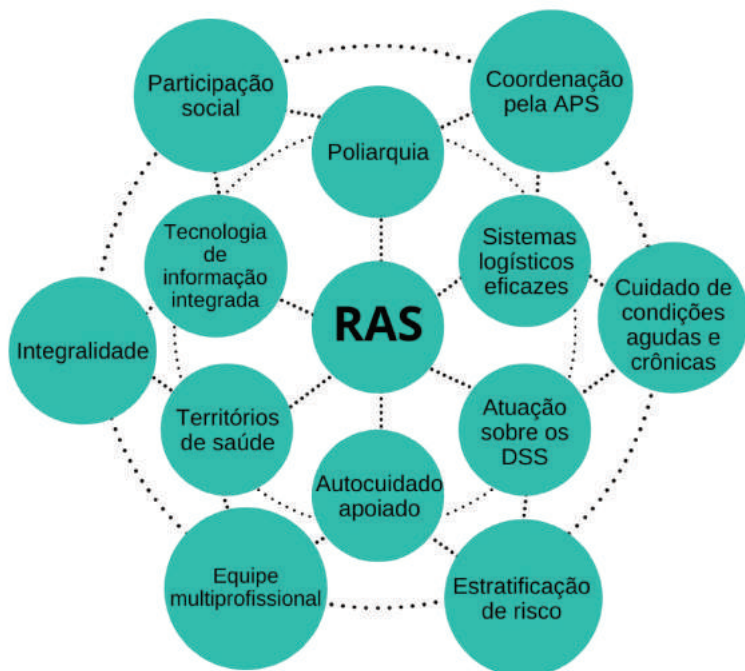 Participação
social
Coordenação
pela APS
Poliarquia
Tecnologia
de
informação
integrada
Sistemas
logísticos
eficazes
RAS
Integralidade
Cuidado de
condições
agudas e
crônicas
Territórios
de saúde
Atuação
sobre os
DSS
Autocuidado
apoiado
Equipe
multiprofissional
Estratificação
de risco